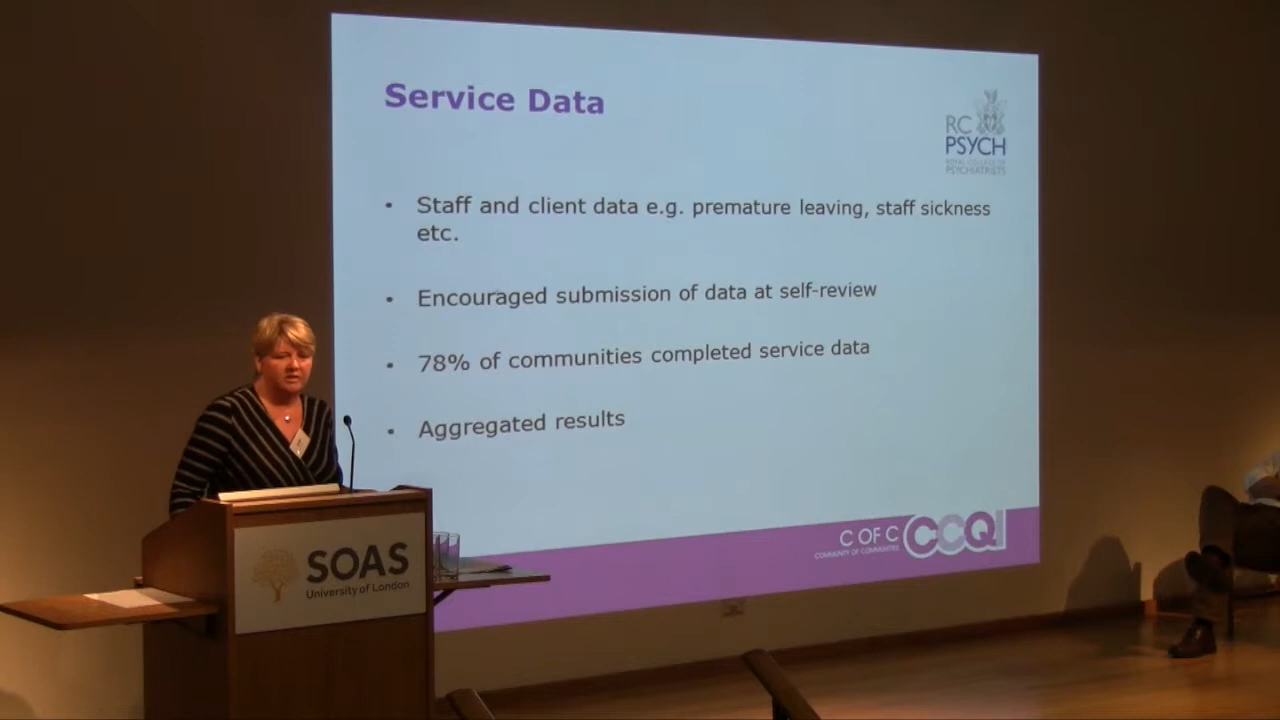 Service Data
RC
PSYCH
ROYAL COLLEGE OF
PSYCHIATRISTS
• Staff and client data e.g. premature leaving, staff sickness
etc.
• Encouraged submission of data at self-review
• 78% of communities completed service data
• Aggregated results
C OF C
COMMUNITY OF COMMUNITIES
CCQI
SOAS
University of London